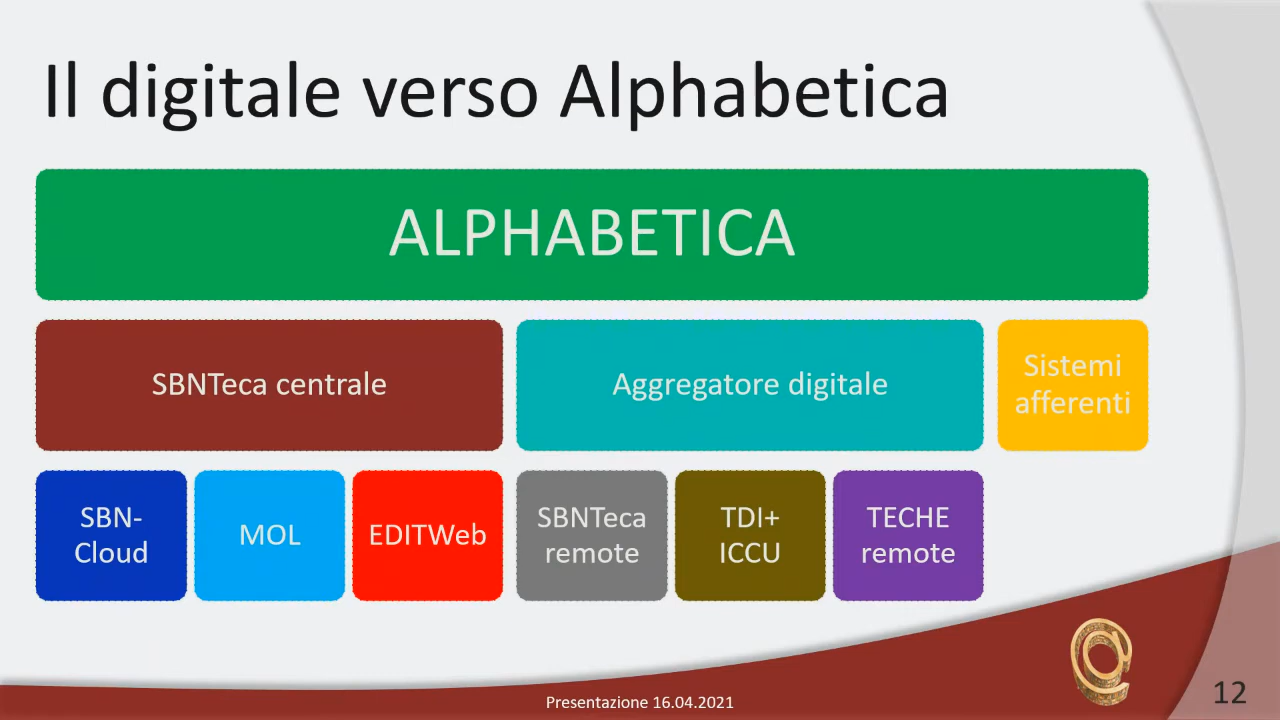 Il digitale verso Alphabetica
ALPHABETICA
SBNTeca centrale
Aggregatore digitale
Sistemi
afferenti
SBN-
Cloud
MOL
EDITWeb
SBNTeca
remote
TDI+
ICCU
TECHE
remote
Presentazione 16.04.2021
12